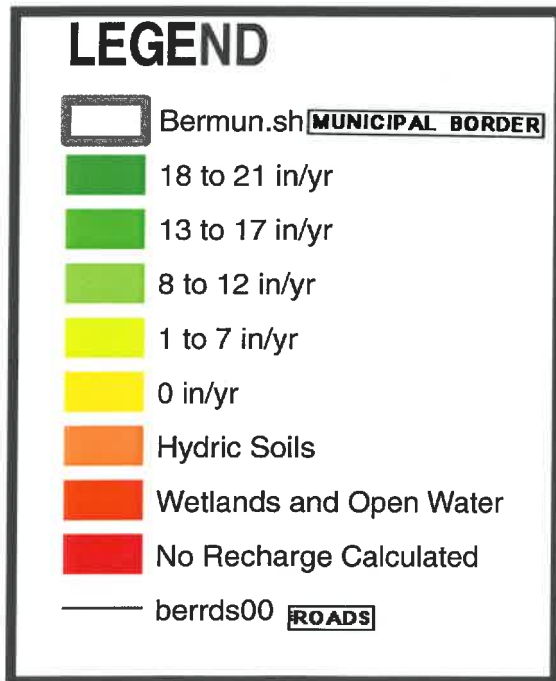 LEGEND
Bermun.sh MUNICIPAL BORDER
18 to 21 in/yr
13 to 17 in/yr
8 to 12 in/yr
1 to 7 in/yr
0 in/yr
Hydric Soils
Wetlands and Open Water
No Recharge Calculated
berrds00 ROADS